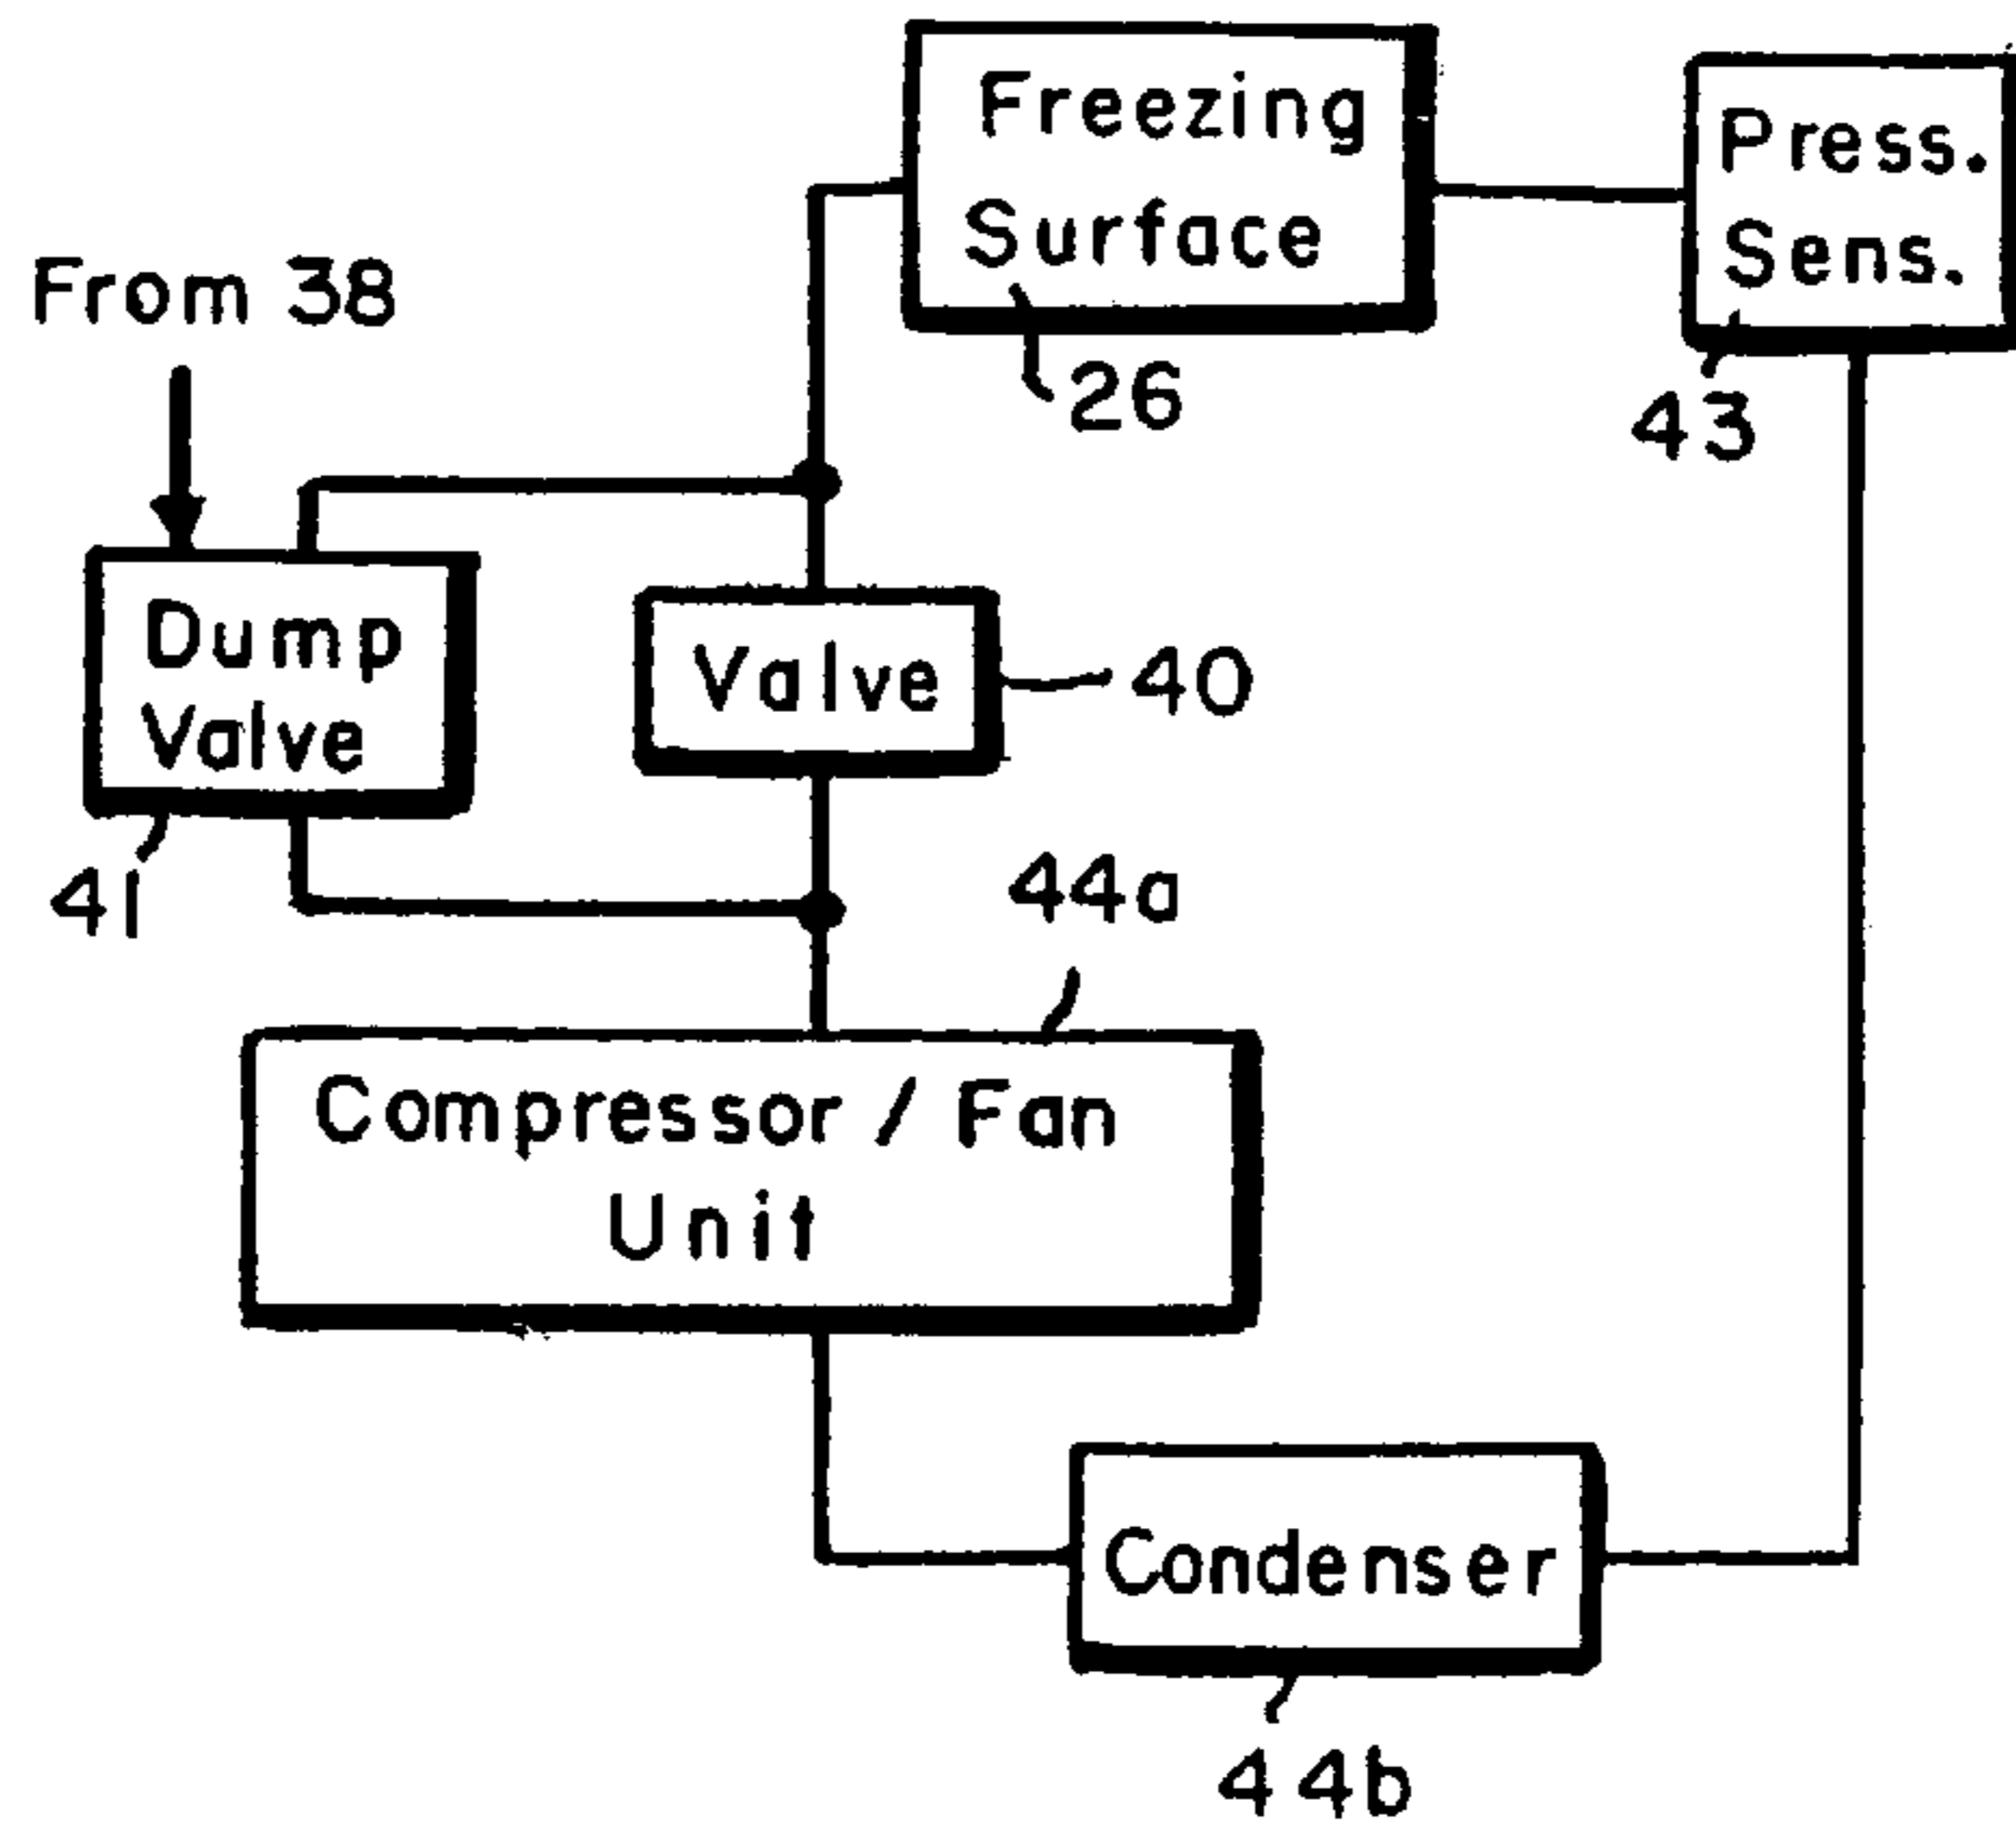 Freezing
Surface
26
Press.
Sens.
43
From 38
Dump
Valve
41
Valve
40
44a
Compressor / Fan
Unit
Condenser
44b